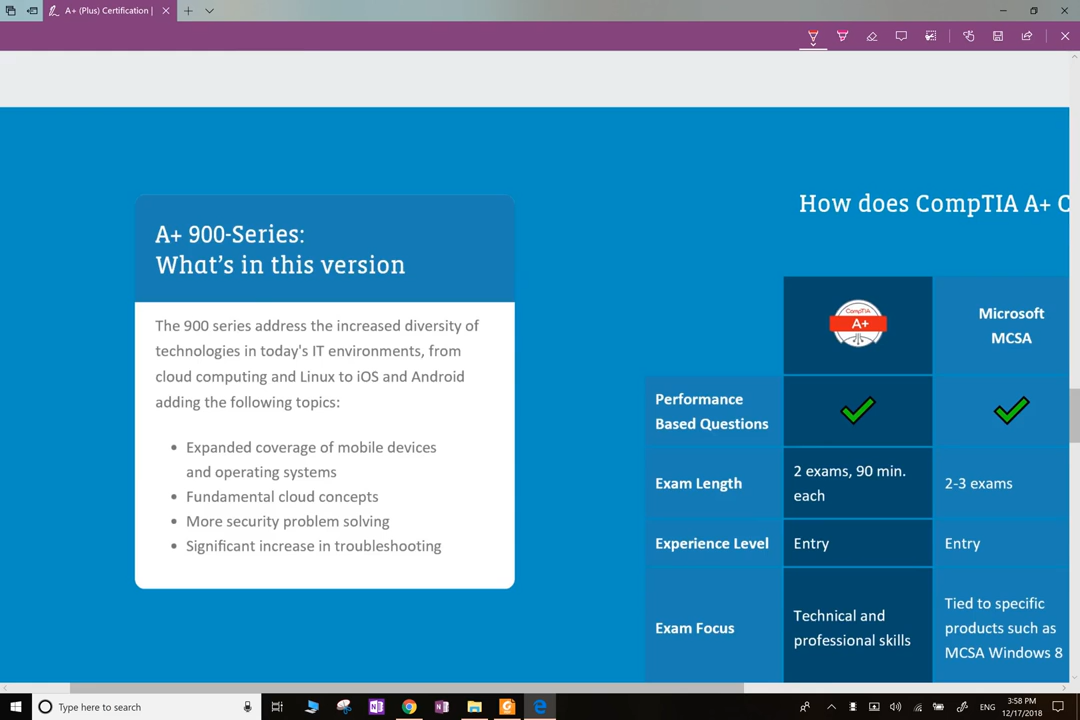 A+ (Plus) Certification |
How does CompTIA A+ C
A+ 900-Series:
What's in this version
The 900 series address the increased diversity of
technologies in today's IT environments, from
cloud computing and Linux to iOS and Android
adding the following topics:
• Expanded coverage of mobile devices
and operating systems
• Fundamental cloud concepts
• More security problem solving
• Significant increase in troubleshooting
CompTIA
A+
Microsoft
MCSA
Performance
Based Questions
Exam Length
2 exams, 90 min.
each
2-3 exams
Experience Level
Entry
Entry
Exam Focus
Technical and
professional skills
Tied to specific
products such as
MCSA Windows 8
Type here to search
ENG
3:58 PM
12/17/2018